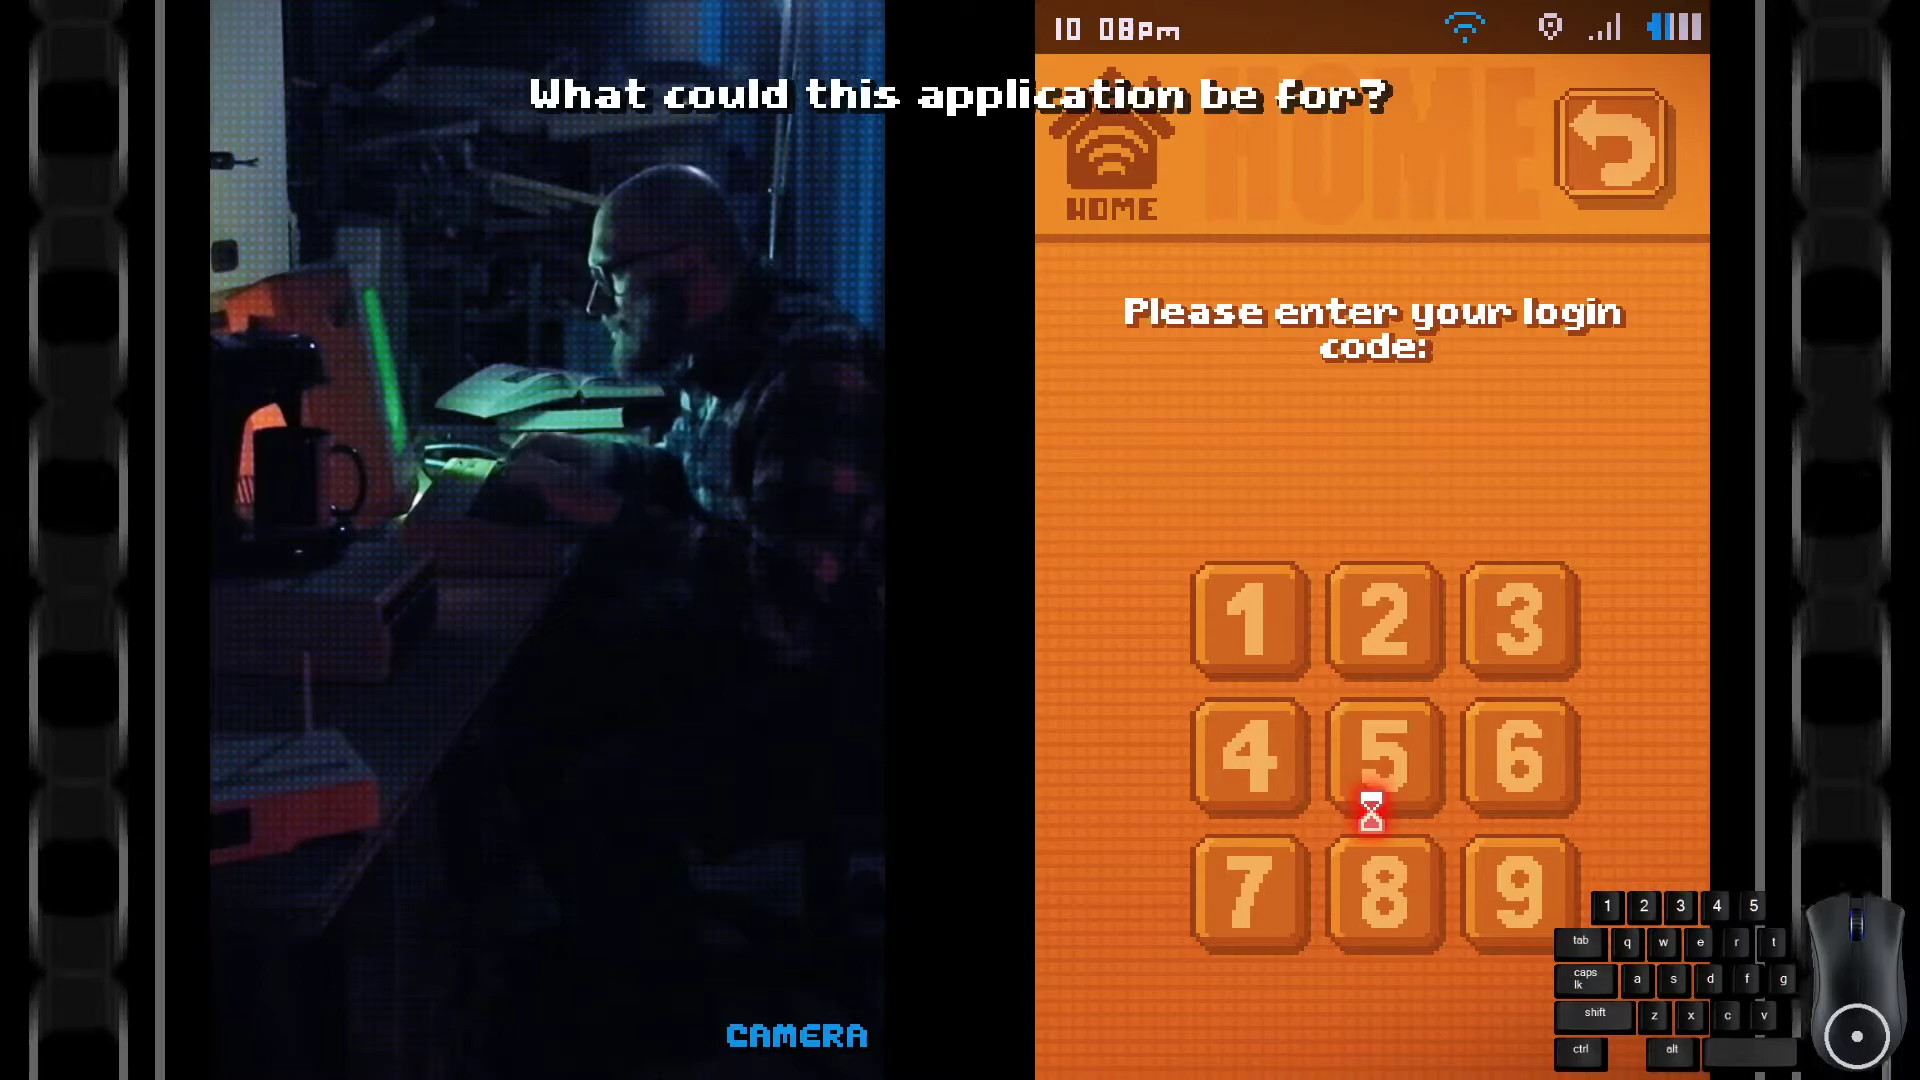 10 08pm
What could this application be for?
HOME
HOME
Please enter your login
code:
1 2 3
4 5 6
7 8 9
CAMERA
1 2 3 4 5
tab q w e r t
caps lk a s d f g
shift z x c v
ctrl alt